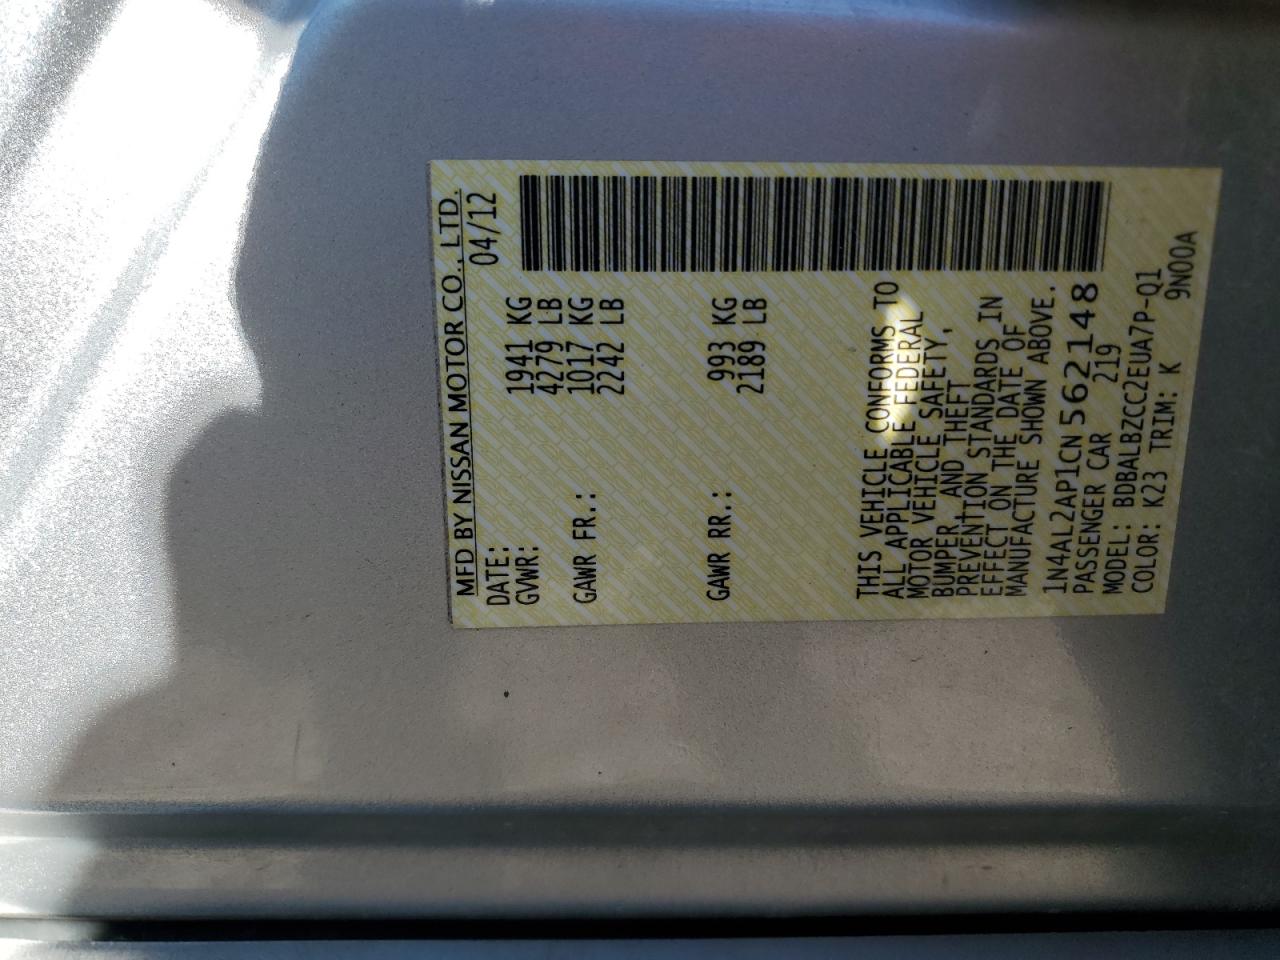 MFD BY NISSAN MOTOR CO., LTD.
DATE: 04/12
GVWR: 1941 KG
4279 LB
GAWR FR.: 1017 KG
2242 LB
GAWR RR.: 993 KG
2189 LB
THIS VEHICLE CONFORMS TO
ALL APPLICABLE FEDERAL
MOTOR VEHICLE SAFETY,
BUMPER, AND THEFT
PREVENTION STANDARDS IN
EFFECT ON THE DATE OF
MANUFACTURE SHOWN ABOVE.
1N4AL2AP1CN562148
PASSENGER CAR 219
MODEL: BDBALBZCC2EUA7P-Q1
COLOR: K23 TRIM: K 9N00A